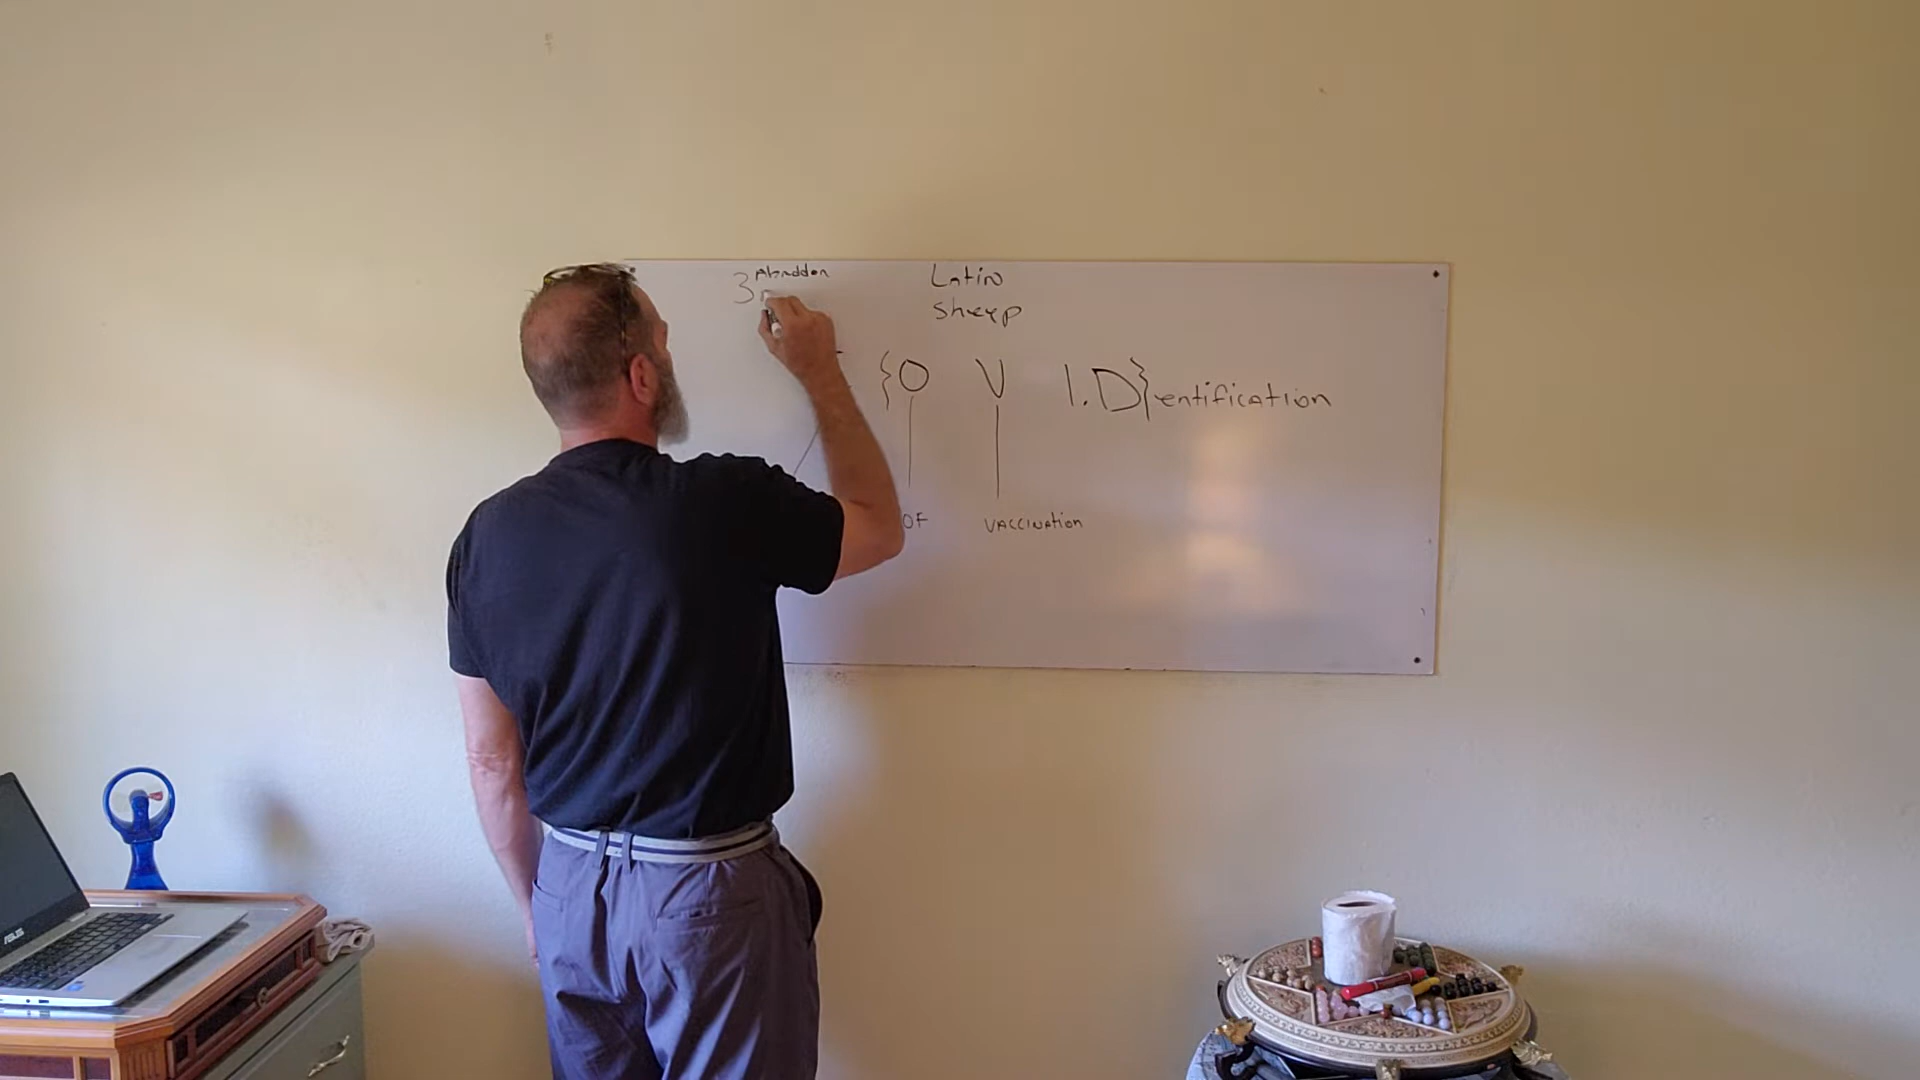 Abaddon
3
Latin
Sheep
{ O V I.D } entification
OF VACCINATION
ASUS